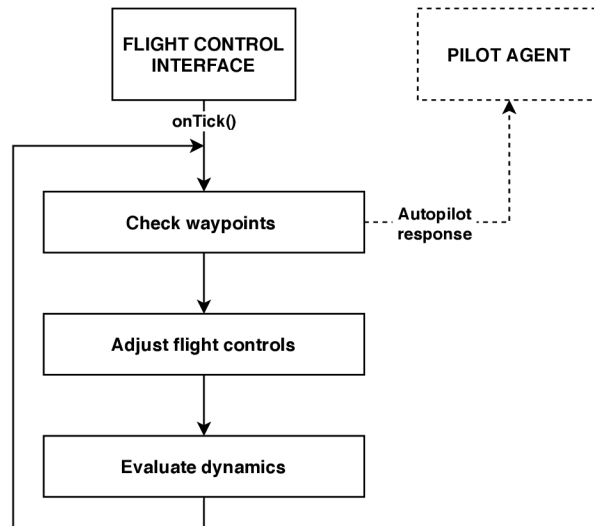 FLIGHT CONTROL
INTERFACE
PILOT AGENT
onTick()
Check waypoints
Autopilot
response
Adjust flight controls
Evaluate dynamics